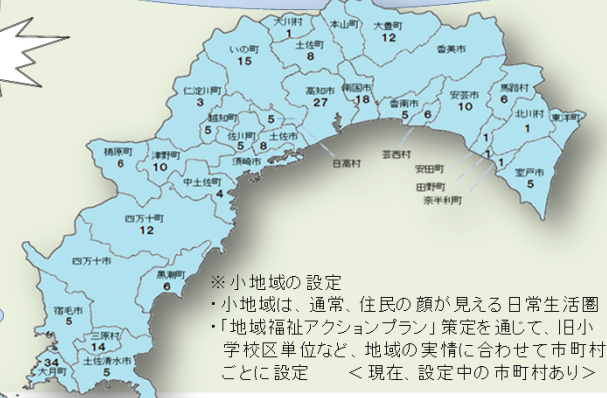 大川村
1
本山町
大豊町
12
土佐町
8
いの町
15
香美市
仁淀川町
3
高知市
27
南国市
18
香南市
5
6
安芸市
10
馬路村
6
北川村
1
東洋町
越知町
5
佐川町
5
5
土佐市
8
日高村
芸西村
安田町
1
田野町
1
奈半利町
1
室戸市
5
梼原町
6
津野町
10
須崎市
中土佐町
4
四万十町
12
四万十市
黒潮町
6
宿毛市
5
三原村
14
34
大月町
土佐清水市
5
※小地域の設定
・小地域は、通常、住民の顔が見える日常生活圏
・「地域福祉アクションプラン」策定を通じて、旧小
学校区単位など、地域の実情に合わせて市町村
ごとに設定　＜現在、設定中の市町村あり＞